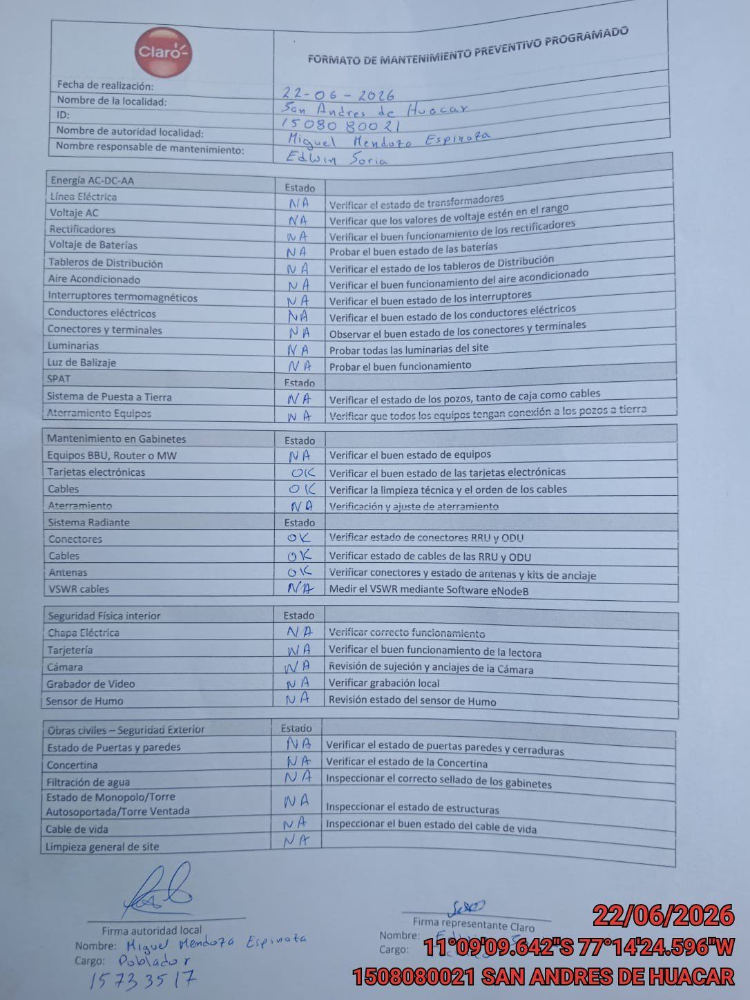 Claro
FORMATO DE MANTENIMIENTO PREVENTIVO PROGRAMADO
Fecha de realización: 22-06-2026
Nombre de la localidad: San Andres de Huacar
ID: 1508080021
Nombre de autoridad localidad: Miguel Mendoza Espinoza
Nombre responsable de mantenimiento: Edwin Soria
Energía AC-DC-AA Estado
Línea Eléctrica NA Verificar el estado de transformadores
Voltaje AC NA Verificar que los valores de voltaje estén en el rango
Rectificadores NA Verificar el buen funcionamiento de los rectificadores
Voltaje de Baterías NA Probar el buen estado de las baterías
Tableros de Distribución NA Verificar el estado de los tableros de Distribución
Aire Acondicionado NA Verificar el buen funcionamiento del aire acondicionado
Interruptores termomagnéticos NA Verificar el buen estado de los interruptores
Conductores eléctricos NA Verificar el buen estado de los conductores eléctricos
Conectores y terminales NA Observar el buen estado de los conectores y terminales
Luminarias NA Probar todas las luminarias del site
Luz de Balizaje NA Probar el buen funcionamiento
SPAT Estado
Sistema de Puesta a Tierra NA Verificar el estado de los pozos, tanto de caja como cables
Aterramiento Equipos NA Verificar que todos los equipos tengan conexión a los pozos a tierra
Mantenimiento en Gabinetes Estado
Equipos BBU, Router o MW NA Verificar el buen estado de equipos
Tarjetas electrónicas OK Verificar el buen estado de las tarjetas electrónicas
Cables OK Verificar la limpieza técnica y el orden de los cables
Aterramiento NA Verificación y ajuste de aterramiento
Sistema Radiante Estado
Conectores OK Verificar estado de conectores RRU y ODU
Cables OK Verificar estado de cables de las RRU y ODU
Antenas OK Verificar conectores y estado de antenas y kits de anclaje
VSWR cables NA Medir el VSWR mediante Software eNodeB
Seguridad Física interior Estado
Chapa Eléctrica NA Verificar correcto funcionamiento
Tarjetería NA Verificar el buen funcionamiento de la lectora
Cámara NA Revisión de sujeción y anclajes de la Cámara
Grabador de Video NA Verificar grabación local
Sensor de Humo NA Revisión estado del sensor de Humo
Obras civiles – Seguridad Exterior Estado
Estado de Puertas y paredes NA Verificar el estado de puertas paredes y cerraduras
Concertina NA Verificar el estado de la Concertina
Filtración de agua NA Inspeccionar el correcto sellado de los gabinetes
Estado de Monopolo/Torre
Autosoportada/Torre Ventada NA Inspeccionar el estado de estructuras
Cable de vida NA Inspeccionar el buen estado del cable de vida
Limpieza general de site NA
Firma autoridad local
Nombre: Miguel Mendoza Espinoza
Cargo: Poblador
15733517
Firma representante Claro
Nombre:
Cargo:
22/06/2026
11°09'09.642"S 77°14'24.596"W
1508080021 SAN ANDRES DE HUACAR